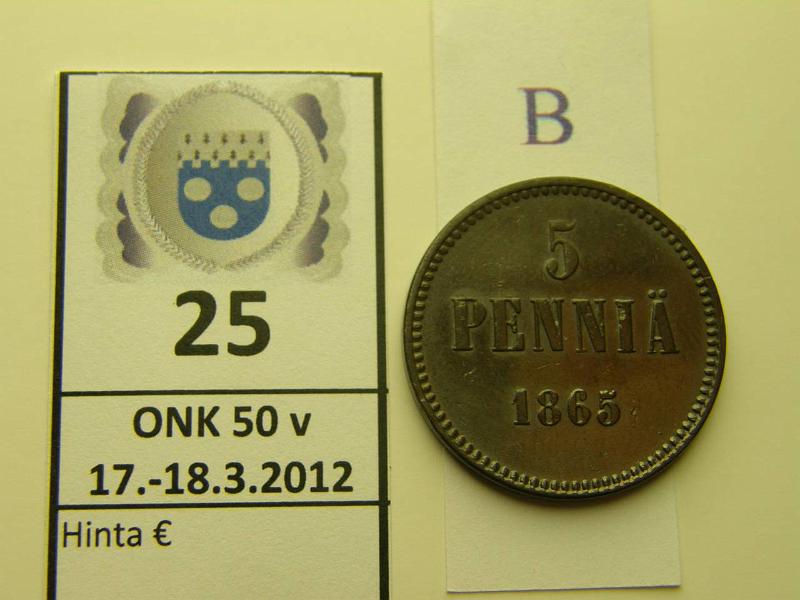 25
ONK 50 v
17.-18.3.2012
Hinta €
B
5
PENNIÄ
1865